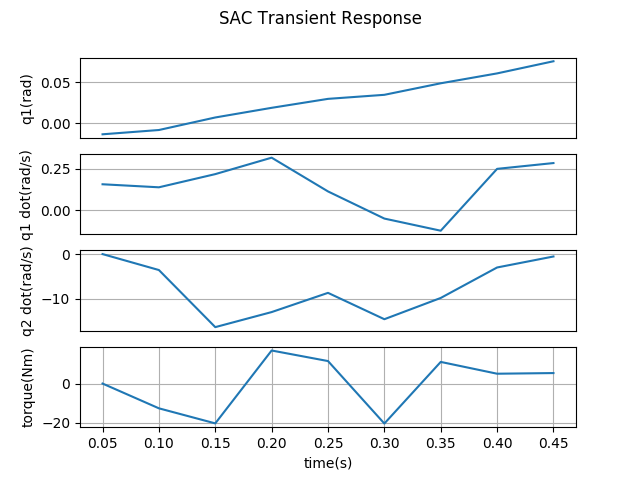 SAC Transient Response
q1(rad)
0.05
0.00
q1 dot(rad/s)
0.25
0.00
q2 dot(rad/s)
0
−10
torque(Nm)
0
−20
0.05 0.10 0.15 0.20 0.25 0.30 0.35 0.40 0.45
time(s)